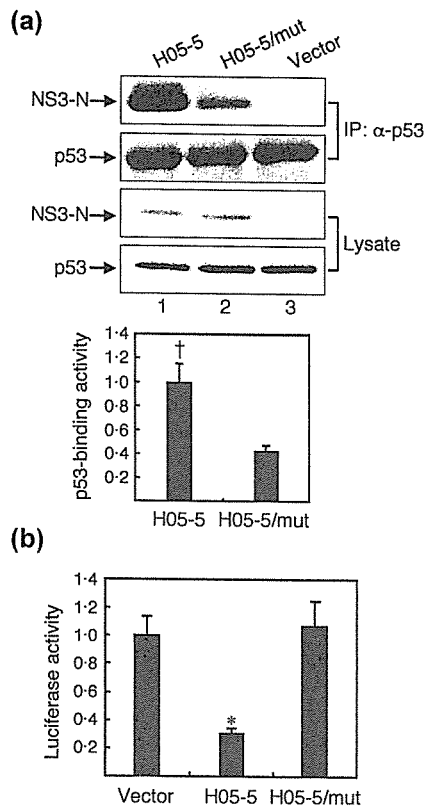 (a)
H05-5 H05-5/mut Vector
NS3-N
IP: α-p53
p53
NS3-N
Lysate
p53
1 2 3
p53-binding activity
1·4
1·2
1·0
0·8
0·6
0·4
0·2
†
H05-5 H05-5/mut
(b)
Luciferase activity
1·4
1·2
1·0
0·8
0·6
0·4
0·2
*
Vector H05-5 H05-5/mut